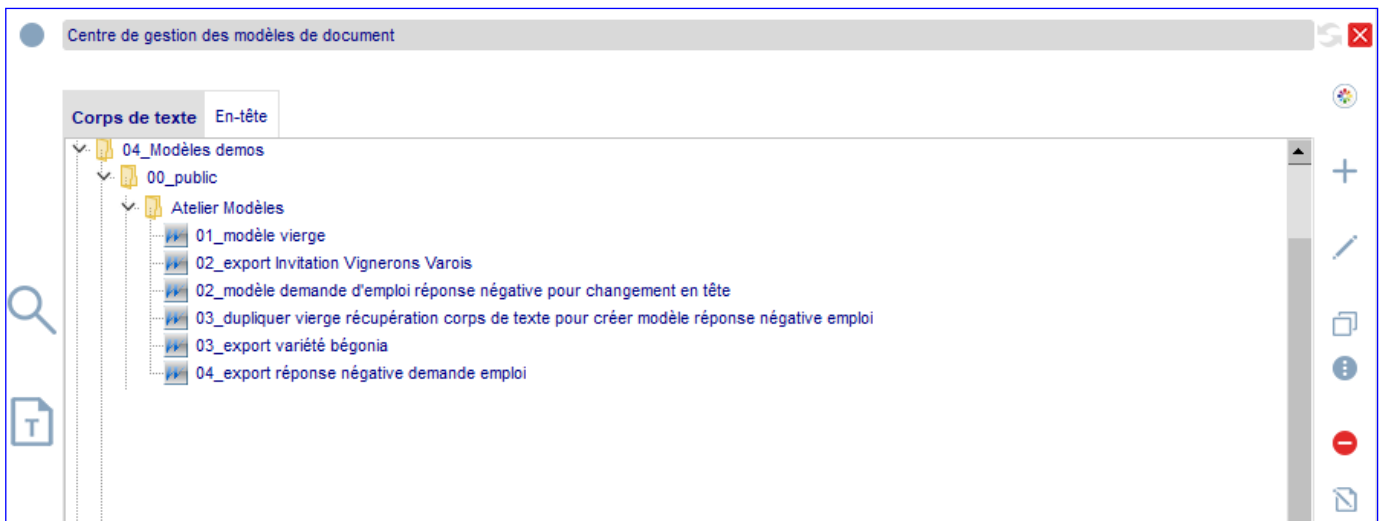 Centre de gestion des modèles de document
Corps de texte En-tête
04_Modèles demos
00_public
Atelier Modèles
01_modèle vierge
02_export Invitation Vignerons Varois
02_modèle demande d'emploi réponse négative pour changement en tête
03_dupliquer vierge récupération corps de texte pour créer modèle réponse négative emploi
03_export variété bégonia
04_export réponse négative demande emploi
T